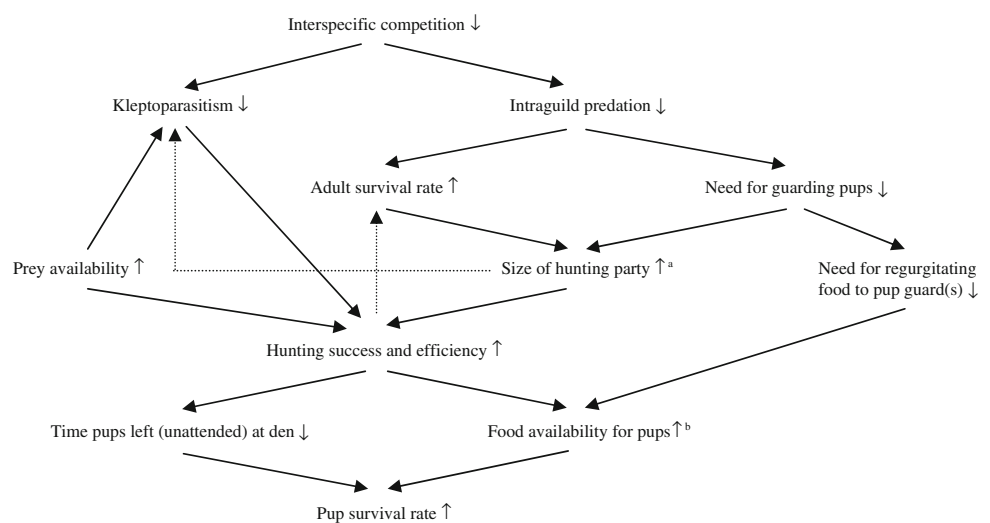 Interspecific competition ↓
Kleptoparasitism ↓
Intraguild predation ↓
Adult survival rate ↑
Need for guarding pups ↓
Prey availability ↑
Size of hunting party ↑ᵃ
Need for regurgitating
food to pup guard(s) ↓
Hunting success and efficiency ↑
Time pups left (unattended) at den ↓
Food availability for pups↑ᵇ
Pup survival rate ↑